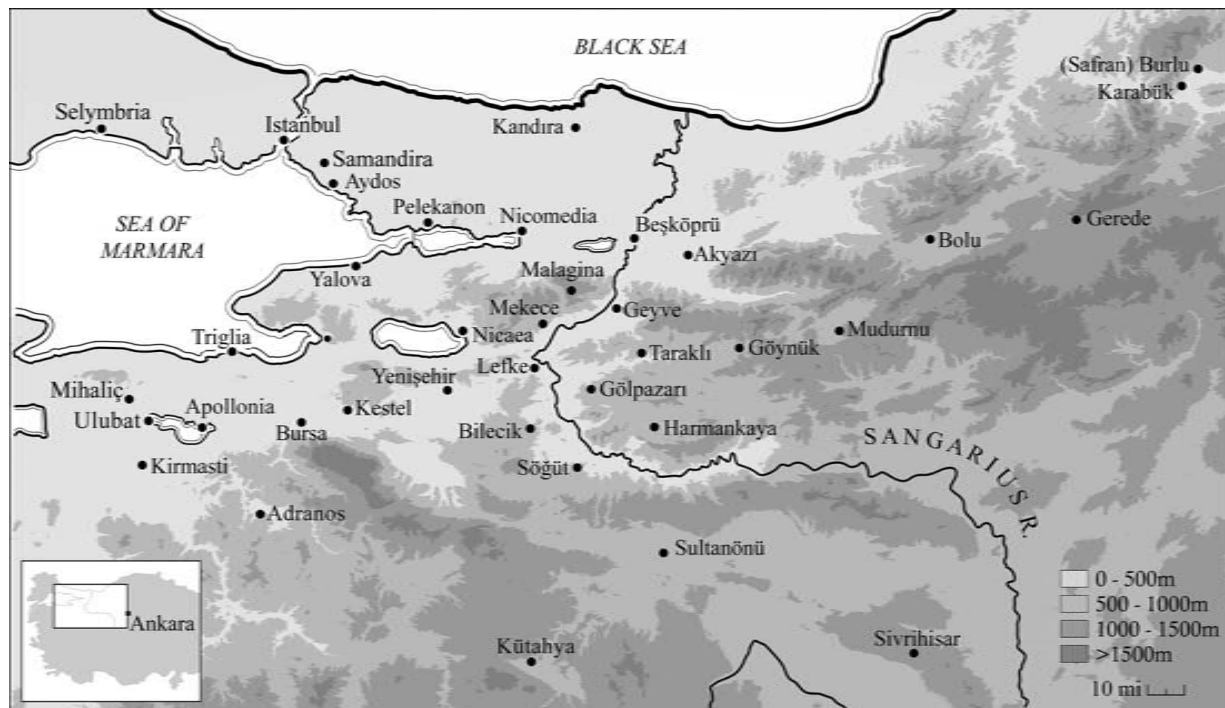 BLACK SEA
(Safran) Burlu
Karabük
Selymbria
Istanbul
Kandıra
Samandira
Aydos
Pelekanon
Nicomedia
Beşköprü
Gerede
Bolu
SEA OF
MARMARA
Akyazı
Yalova
Malagina
Mekece
Geyve
Triglia
Nicaea
Mudurnu
Taraklı
Göynük
Lefke
Yenişehir
Gölpazarı
Mihaliç
Ulubat
Apollonia
Kestel
Bursa
Bilecik
Harmankaya
SANGARIUS R.
Kirmasti
Söğüt
Adranos
Sultanönü
0 - 500m
500 - 1000m
1000 - 1500m
>1500m
10 mi
Ankara
Kütahya
Sivrihisar